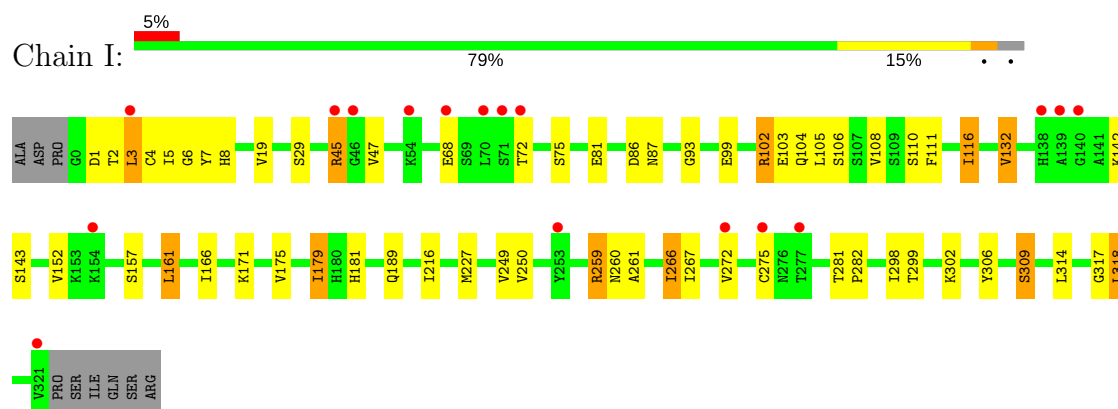 5%
Chain I:
79% 15% • •
ALA ASP PRO G0 D1 T2 L3 C4 I5 G6 Y7 H8 V19 S29 R45 G46 V47 K54 E68 S69 L70 S71 T72 S75 E81 D86 N87 G93 E99 R102 E103 Q104 L105 S106 S107 V108 S109 S110 F111 I116 V132 H138 A139 G140 A141 K142
S143 V152 K153 K154 S157 L161 I166 K171 V175 I179 H180 H181 Q189 I216 M227 V249 V250 Y253 R259 N260 A261 I266 I267 V272 C275 N276 T277 T281 P282 I298 T299 K302 Y306 S309 L314 G317 L318
V321 PRO SER ILE GLN SER ARG